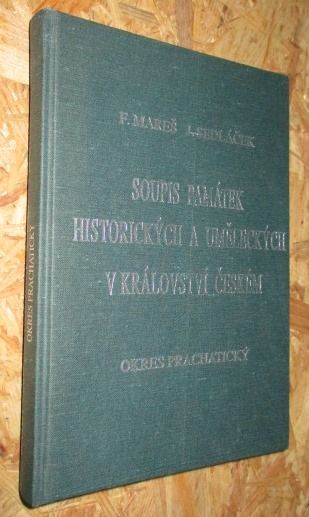 F. MAREŠ J. SEDLÁČEK
SOUPIS PAMÁTEK
HISTORICKÝCH A UMĚLECKÝCH
V KRÁLOVSTVÍ ČESKÉM
OKRES PRACHATICKÝ
OKRES PRACHATICKÝ